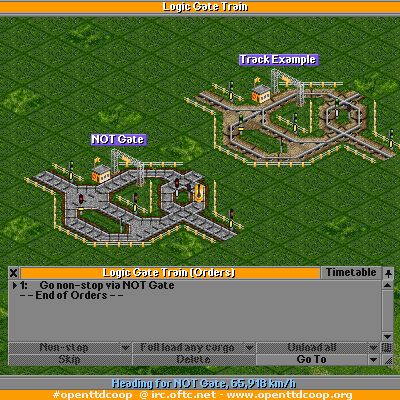 Logic Gate Train
Track Example
NOT Gate
X Logic Gate Train (Orders) Timetable
1: Go non-stop via NOT Gate
- - End of Orders - -
Non-stop Full load any cargo Unload all
Skip Delete Go To
Heading for NOT Gate, 65,918 km/h
#openttdcoop @ irc.oftc.net - www.openttdcoop.org